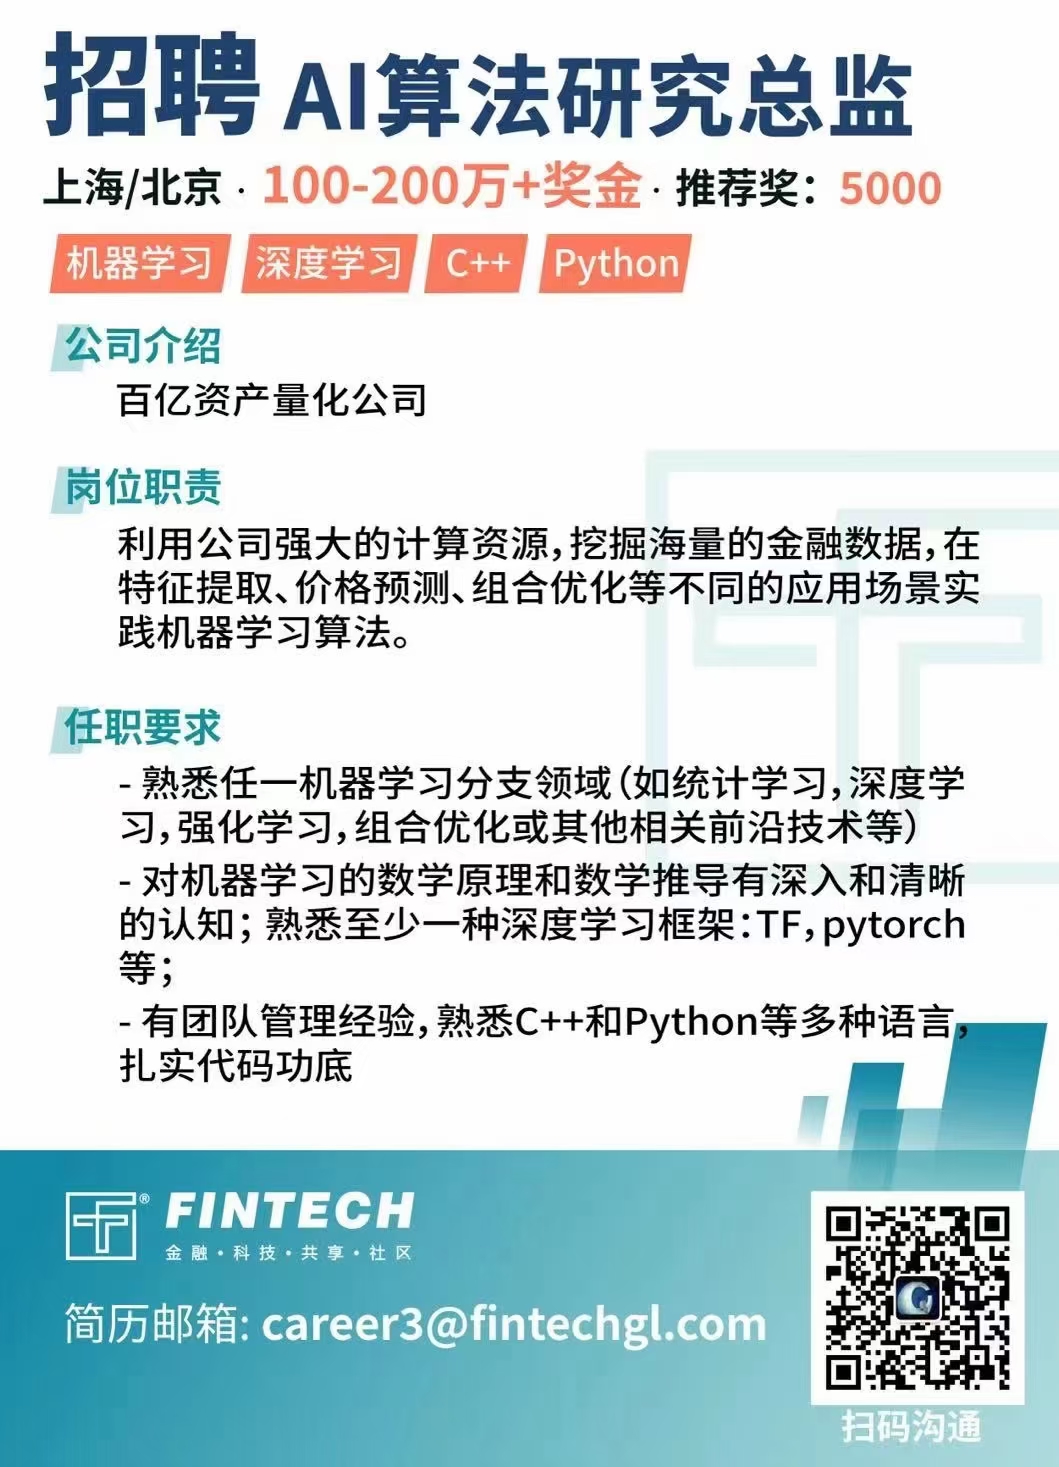 招聘 AI算法研究总监
上海/北京 · 100-200万+奖金 · 推荐奖：5000
机器学习 深度学习 C++ Python
公司介绍
百亿资产量化公司
岗位职责
利用公司强大的计算资源，挖掘海量的金融数据，在
特征提取、价格预测、组合优化等不同的应用场景实
践机器学习算法。
任职要求
- 熟悉任一机器学习分支领域（如统计学习，深度学
习，强化学习，组合优化或其他相关前沿技术等）
- 对机器学习的数学原理和数学推导有深入和清晰
的认知；熟悉至少一种深度学习框架：TF，pytorch
等；
- 有团队管理经验，熟悉C++和Python等多种语言，
扎实代码功底
® FINTECH
金融·科技·共享·社区
简历邮箱: career3@fintechgl.com
扫码沟通